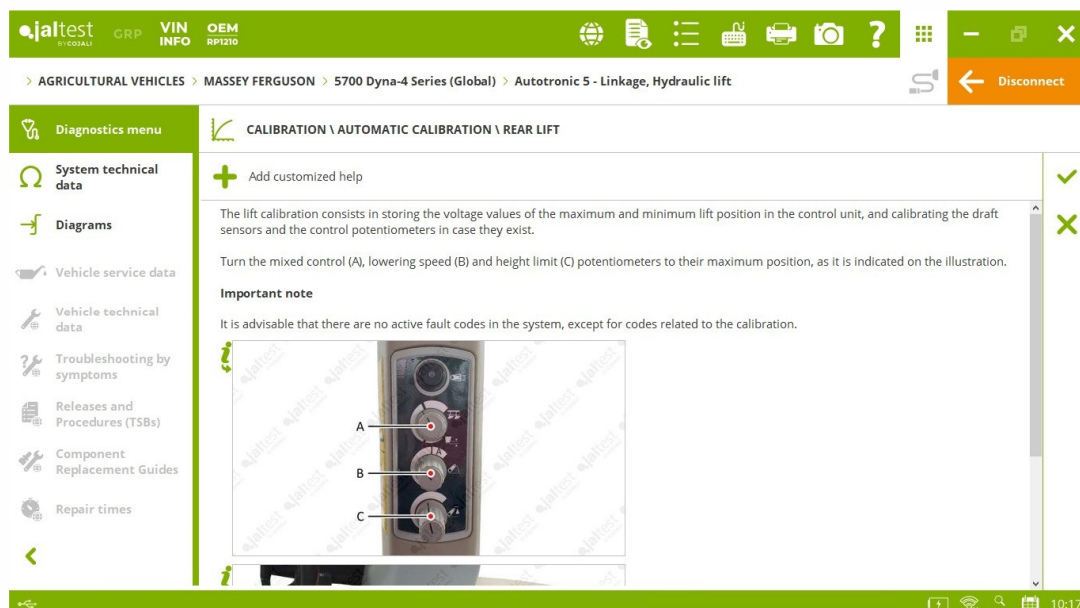 jaltest
BY COJALI
GRP
VIN
INFO
OEM
RP1210
?
> AGRICULTURAL VEHICLES > MASSEY FERGUSON > 5700 Dyna-4 Series (Global) > Autotronic 5 - Linkage, Hydraulic lift
Disconnect
Diagnostics menu
CALIBRATION \ AUTOMATIC CALIBRATION \ REAR LIFT
System technical
data
Add customized help
Diagrams
Vehicle service data
Vehicle technical
data
Troubleshooting by
symptoms
Releases and
Procedures (TSBs)
Component
Replacement Guides
Repair times
The lift calibration consists in storing the voltage values of the maximum and minimum lift position in the control unit, and calibrating the draft
sensors and the control potentiometers in case they exist.
Turn the mixed control (A), lowering speed (B) and height limit (C) potentiometers to their maximum position, as it is indicated on the illustration.
Important note
It is advisable that there are no active fault codes in the system, except for codes related to the calibration.
A
B
C
jaltest
10:17